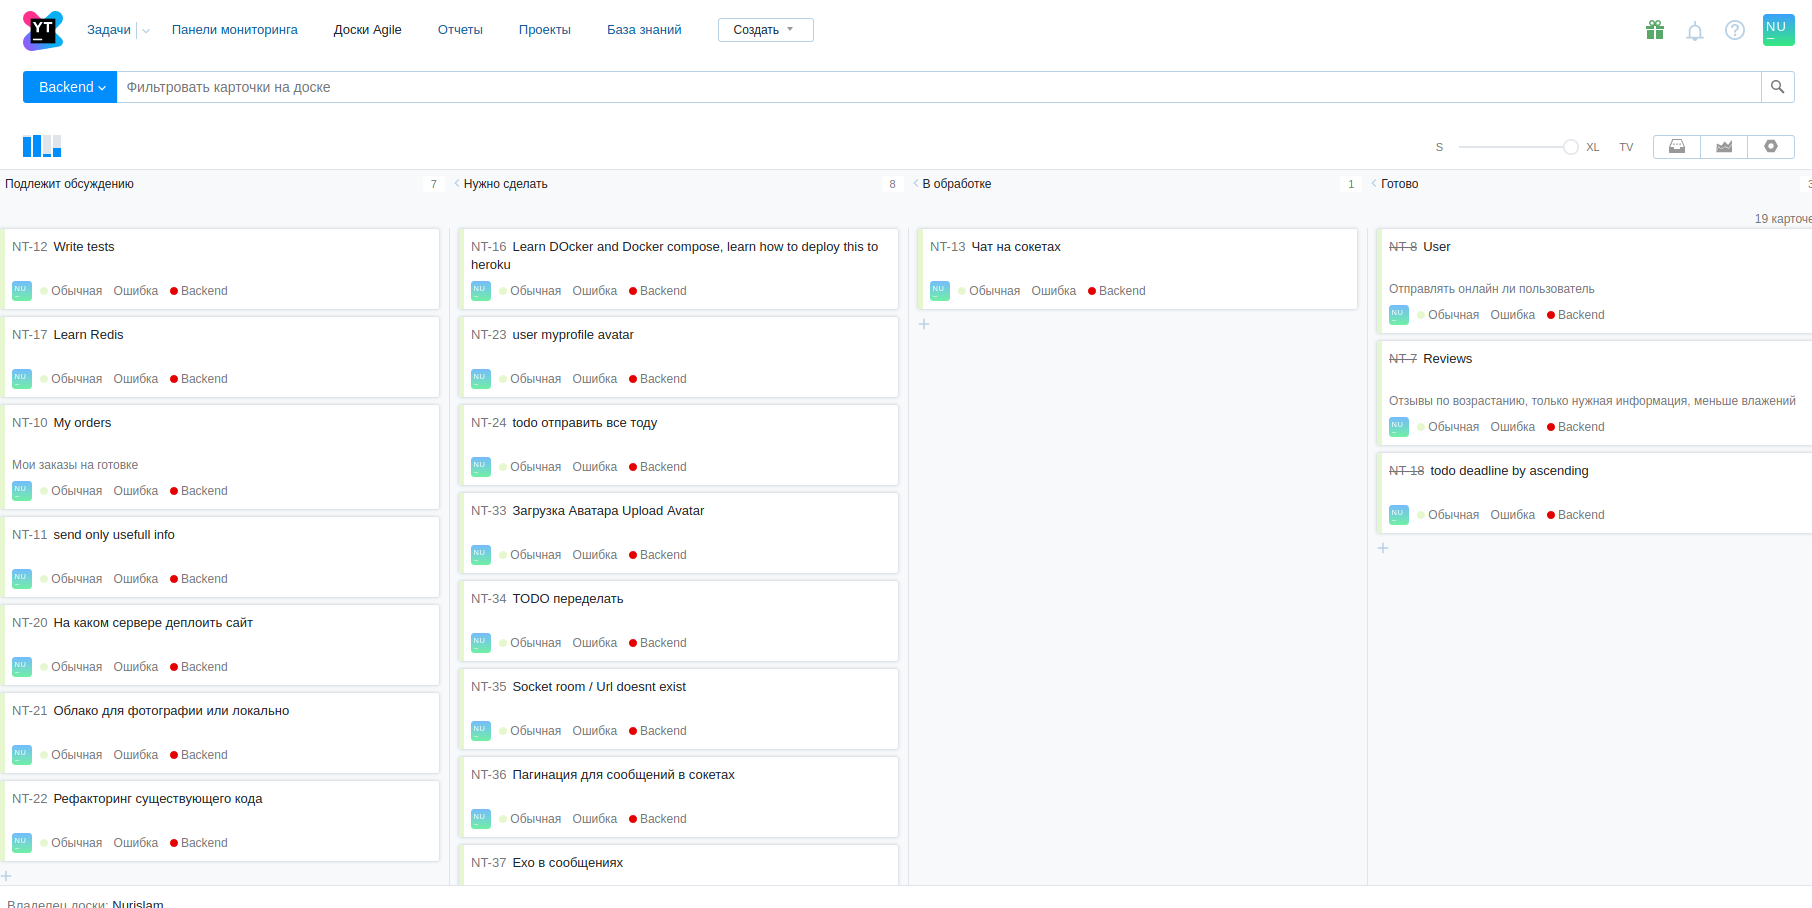 YT
Задачи Панели мониторинга Доски Agile Отчеты Проекты База знаний Создать NU
Backend Фильтровать карточки на доске
S XL TV
Подлежит обсуждению 7 Нужно сделать 8 В обработке 1 Готово 3
19 карточе
NT-12 Write tests
NU Обычная Ошибка Backend
NT-17 Learn Redis
NU Обычная Ошибка Backend
NT-10 My orders
Мои заказы на готовке
NU Обычная Ошибка Backend
NT-11 send only usefull info
NU Обычная Ошибка Backend
NT-20 На каком сервере деплоить сайт
NU Обычная Ошибка Backend
NT-21 Облако для фотографии или локально
NU Обычная Ошибка Backend
NT-22 Рефакторинг существующего кода
NU Обычная Ошибка Backend
NT-16 Learn DOcker and Docker compose, learn how to deploy this to
heroku
NU Обычная Ошибка Backend
NT-23 user myprofile avatar
NU Обычная Ошибка Backend
NT-24 todo отправить все тоду
NU Обычная Ошибка Backend
NT-33 Загрузка Аватара Upload Avatar
NU Обычная Ошибка Backend
NT-34 TODO переделать
NU Обычная Ошибка Backend
NT-35 Socket room / Url doesnt exist
NU Обычная Ошибка Backend
NT-36 Пагинация для сообщений в сокетах
NU Обычная Ошибка Backend
NT-37 Ехо в сообщениях
NT-13 Чат на сокетах
NU Обычная Ошибка Backend
NT-8 User
Отправлять онлайн ли пользователь
NU Обычная Ошибка Backend
NT-7 Reviews
Отзывы по возрастанию, только нужная информация, меньше влажений
NU Обычная Ошибка Backend
NT-18 todo deadline by ascending
NU Обычная Ошибка Backend
Владелец доски: Nurislam